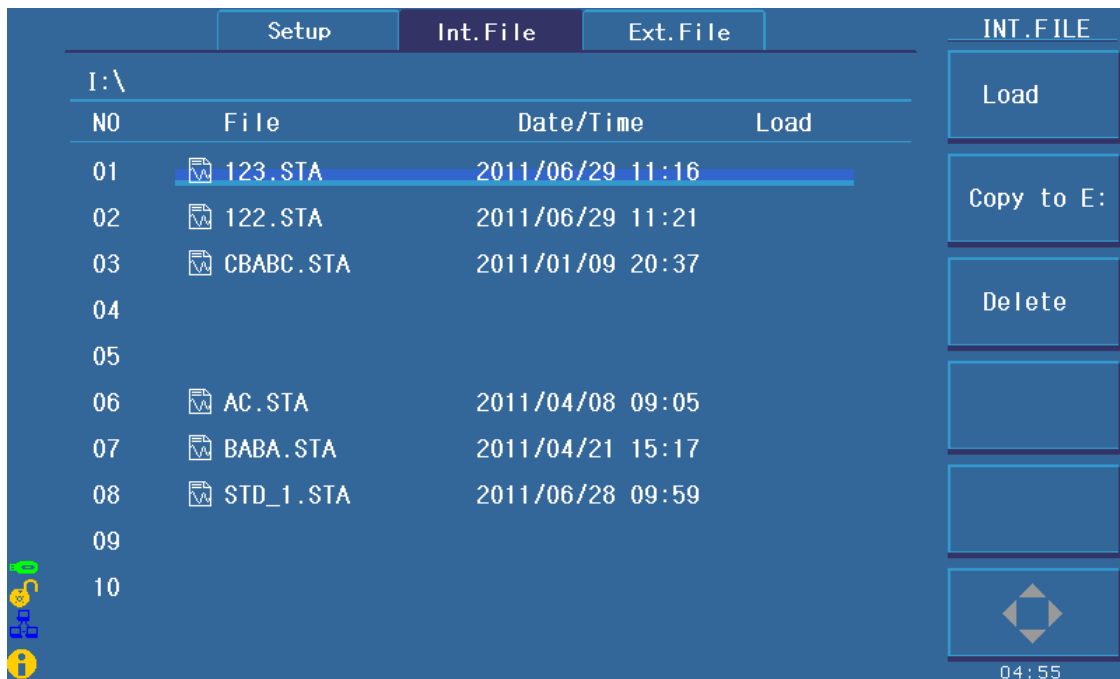 Setup Int.File Ext.File INT.FILE
I:\
Load
NO File Date/Time Load
01 123.STA 2011/06/29 11:16
Copy to E:
02 122.STA 2011/06/29 11:21
03 CBABC.STA 2011/01/09 20:37
Delete
04
05
06 AC.STA 2011/04/08 09:05
07 BABA.STA 2011/04/21 15:17
08 STD_1.STA 2011/06/28 09:59
09
10
04:55